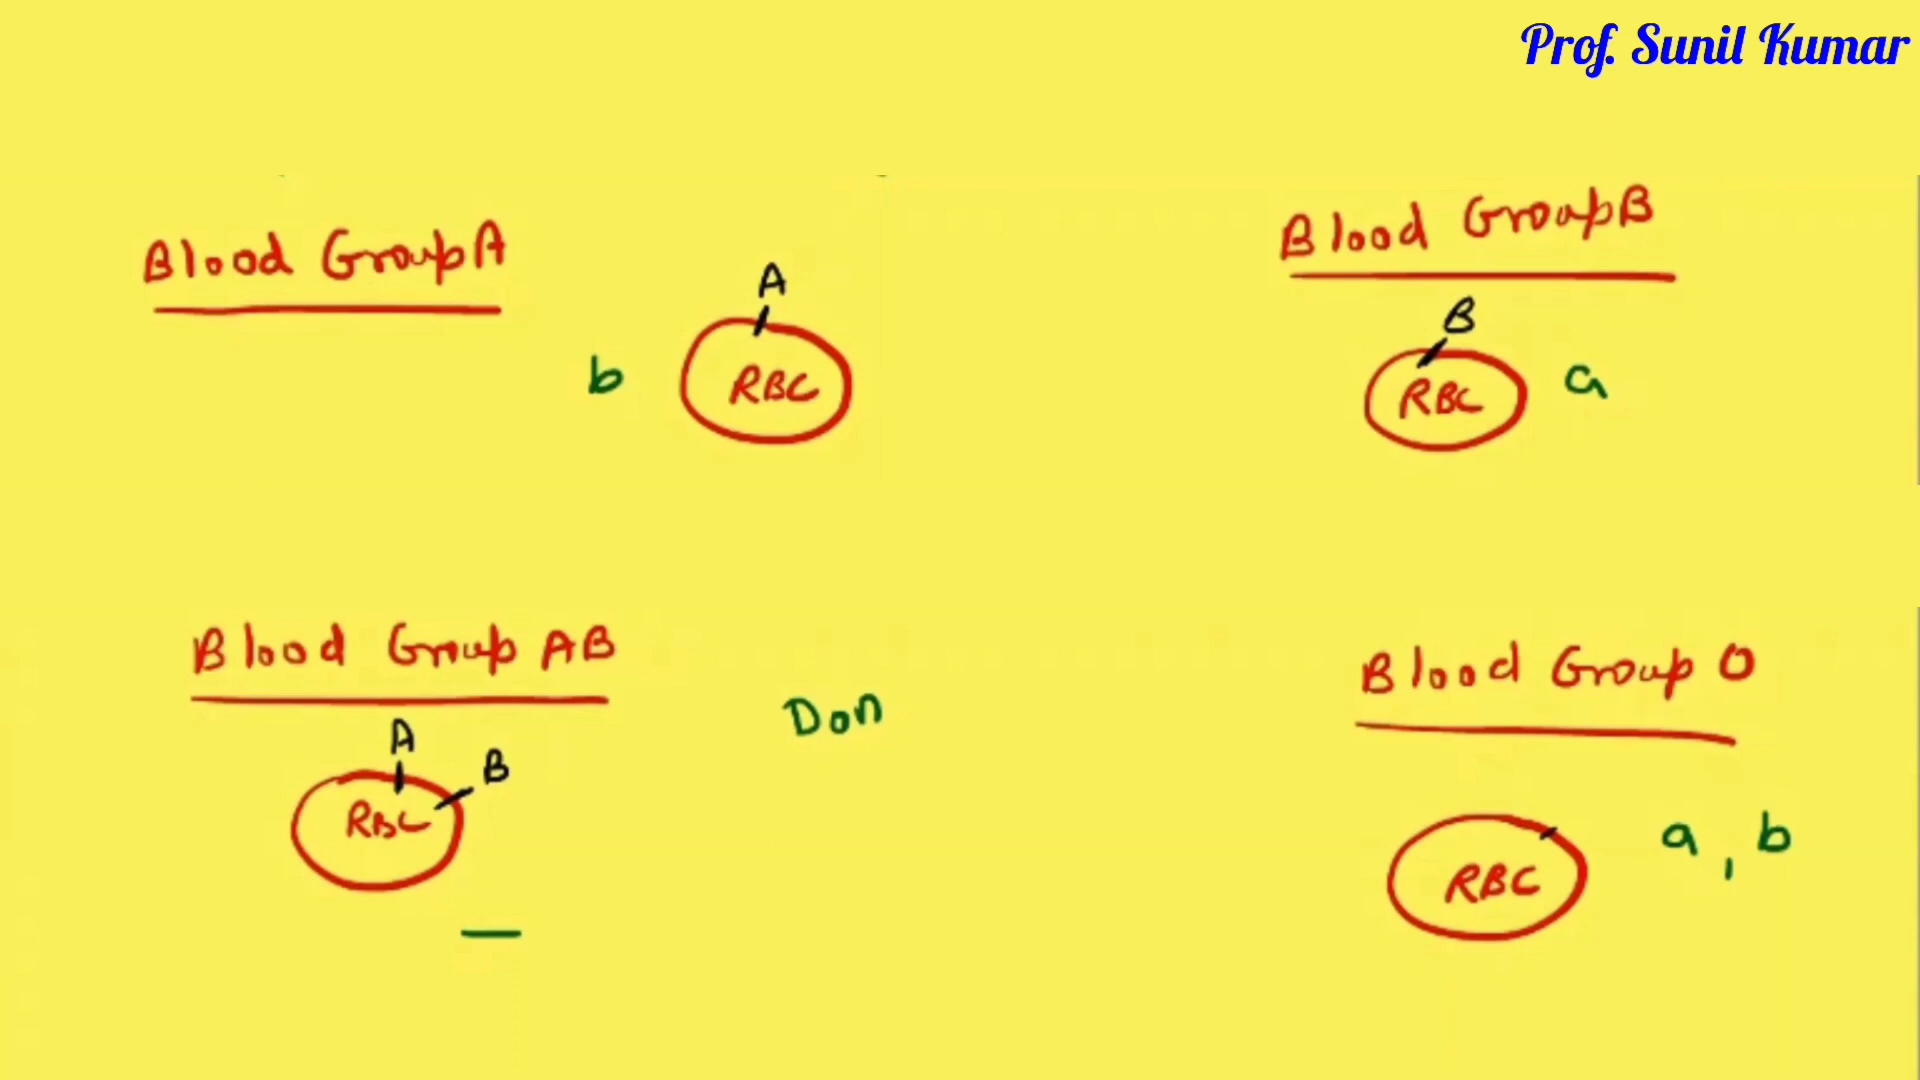 Prof. Sunil Kumar
Blood Group A
A
b
RBC
Blood Group B
B
RBC
a
Blood Group AB
A
B
RBC
—
Don
Blood Group O
RBC
a, b